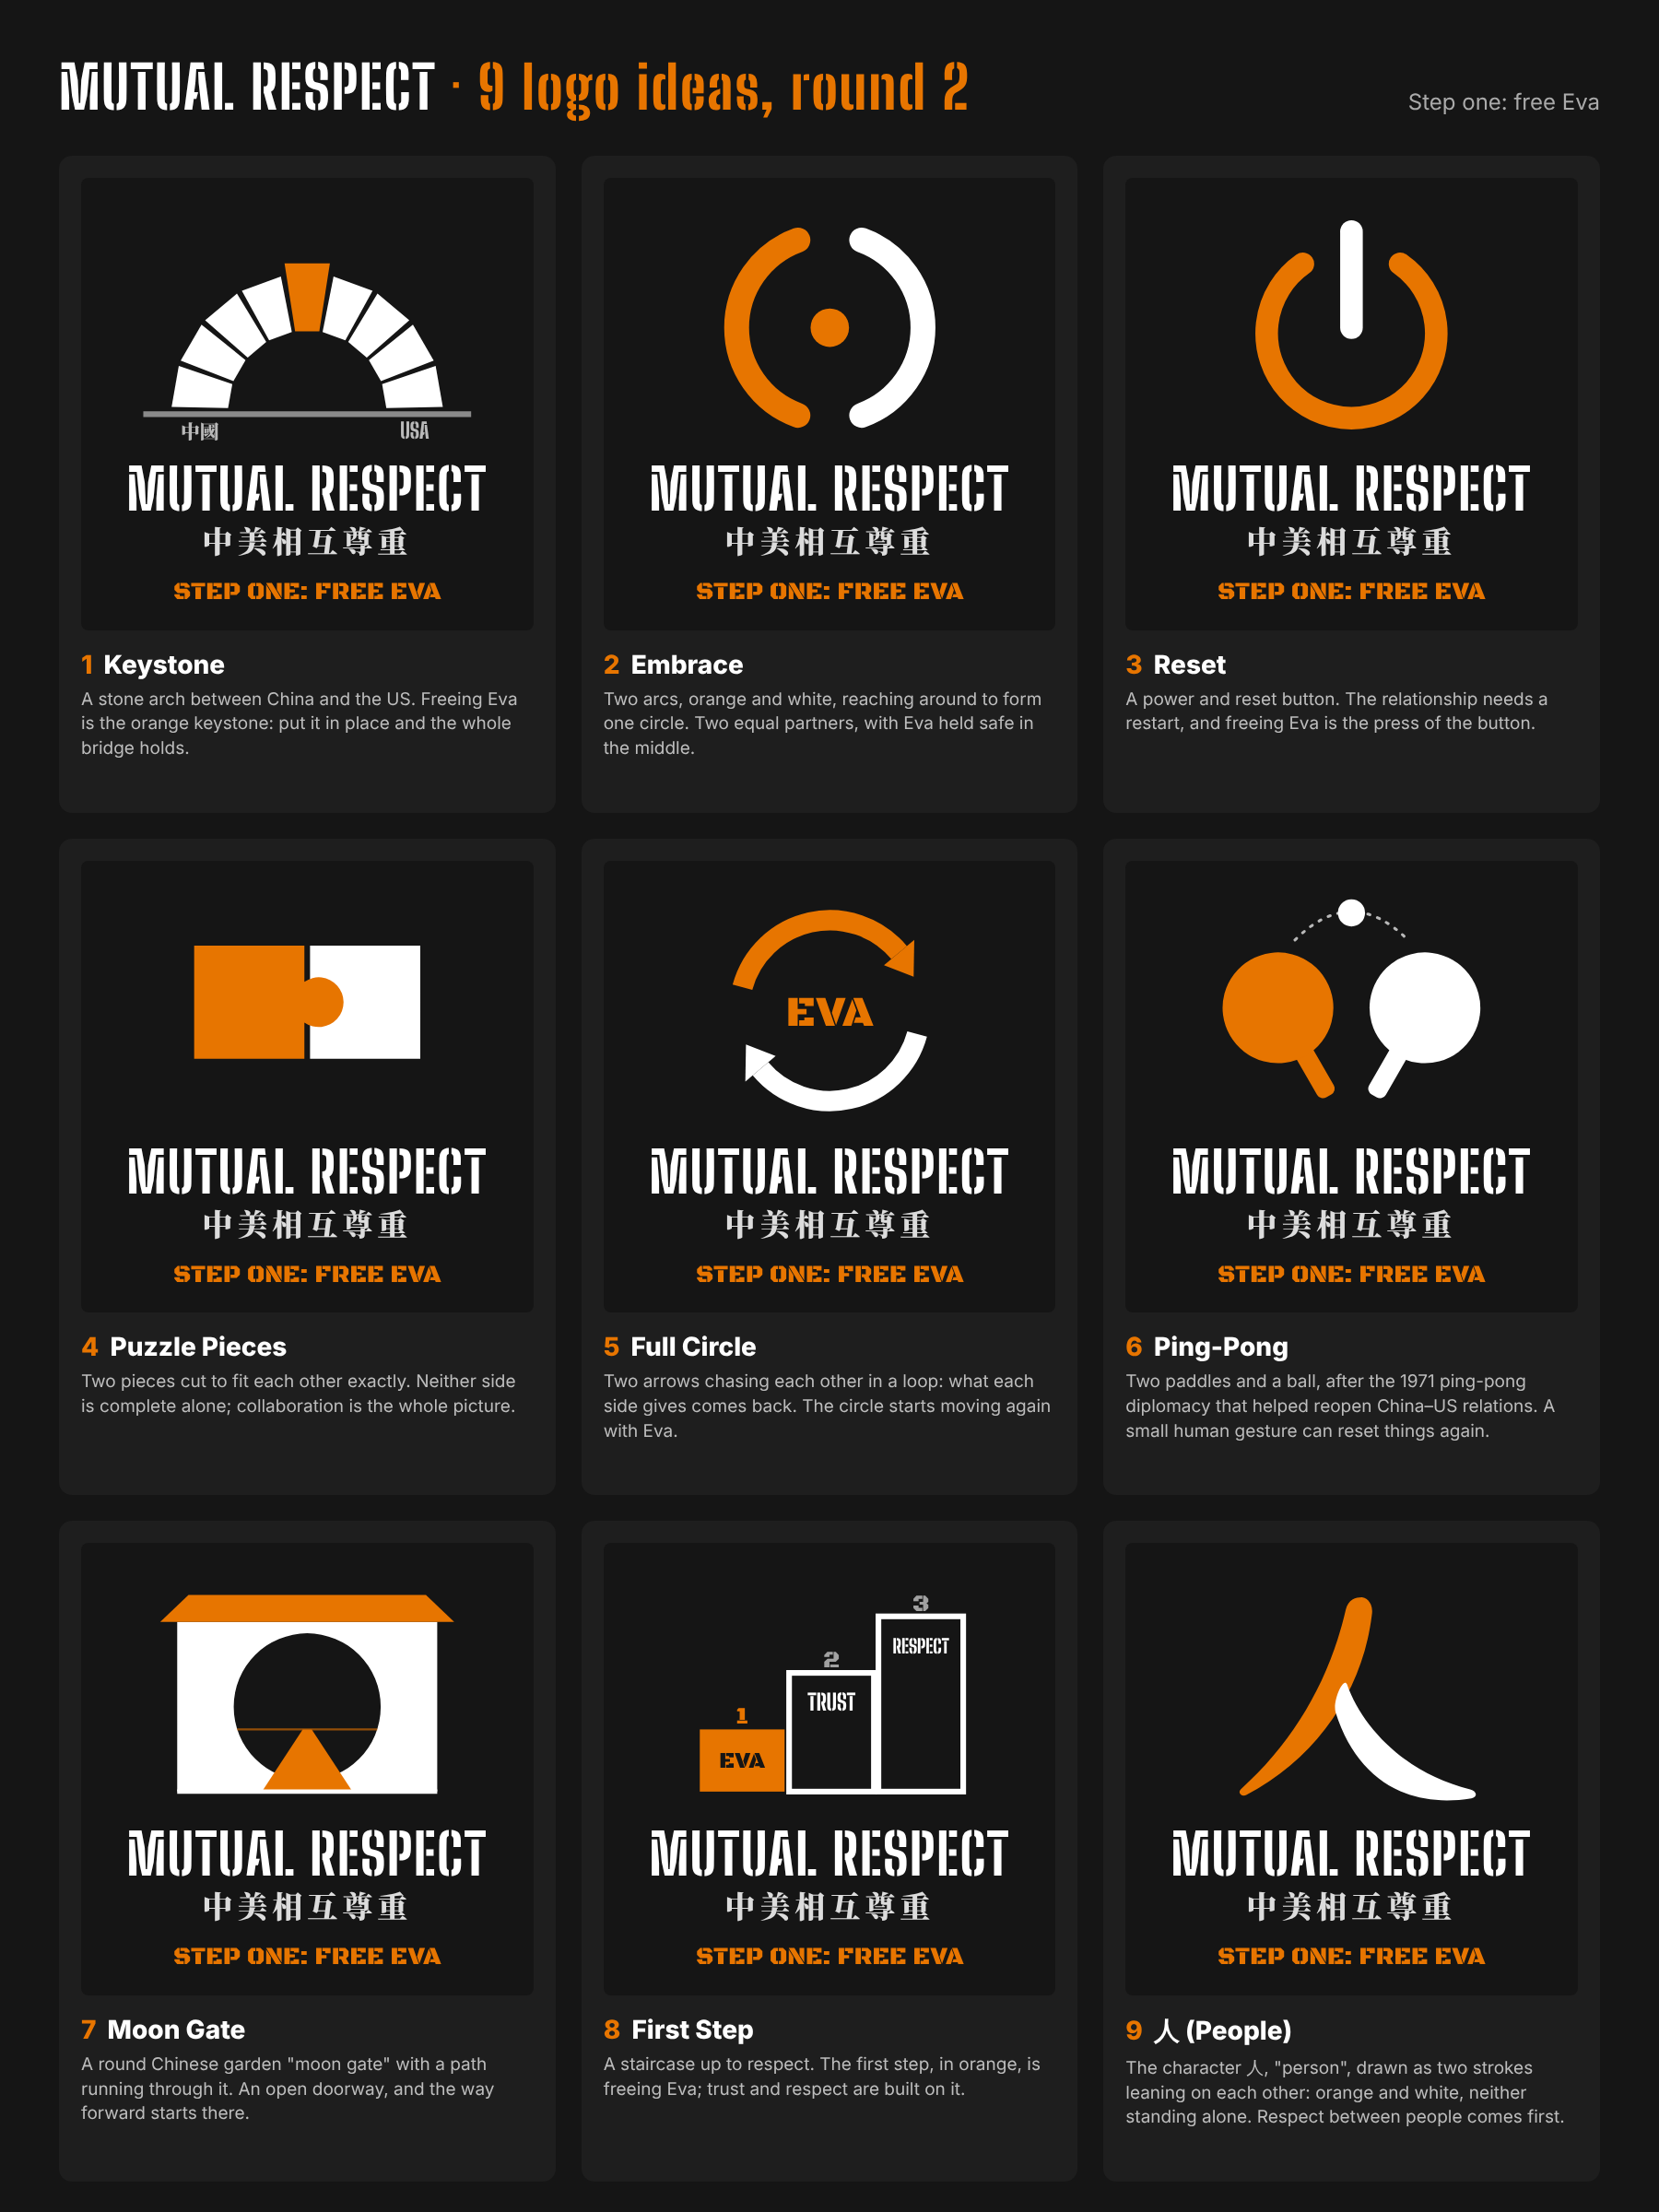 MUTUAL RESPECT · 9 logo ideas, round 2
Step one: free Eva
中國
USA
MUTUAL RESPECT
中美相互尊重
STEP ONE: FREE EVA
1 Keystone
A stone arch between China and the US. Freeing Eva
is the orange keystone: put it in place and the whole
bridge holds.
MUTUAL RESPECT
中美相互尊重
STEP ONE: FREE EVA
2 Embrace
Two arcs, orange and white, reaching around to form
one circle. Two equal partners, with Eva held safe in
the middle.
MUTUAL RESPECT
中美相互尊重
STEP ONE: FREE EVA
3 Reset
A power and reset button. The relationship needs a
restart, and freeing Eva is the press of the button.
MUTUAL RESPECT
中美相互尊重
STEP ONE: FREE EVA
4 Puzzle Pieces
Two pieces cut to fit each other exactly. Neither side
is complete alone; collaboration is the whole picture.
EVA
MUTUAL RESPECT
中美相互尊重
STEP ONE: FREE EVA
5 Full Circle
Two arrows chasing each other in a loop: what each
side gives comes back. The circle starts moving again
with Eva.
MUTUAL RESPECT
中美相互尊重
STEP ONE: FREE EVA
6 Ping-Pong
Two paddles and a ball, after the 1971 ping-pong
diplomacy that helped reopen China–US relations. A
small human gesture can reset things again.
MUTUAL RESPECT
中美相互尊重
STEP ONE: FREE EVA
7 Moon Gate
A round Chinese garden "moon gate" with a path
running through it. An open doorway, and the way
forward starts there.
1
EVA
2
TRUST
3
RESPECT
MUTUAL RESPECT
中美相互尊重
STEP ONE: FREE EVA
8 First Step
A staircase up to respect. The first step, in orange, is
freeing Eva; trust and respect are built on it.
人
MUTUAL RESPECT
中美相互尊重
STEP ONE: FREE EVA
9 人 (People)
The character 人, "person", drawn as two strokes
leaning on each other: orange and white, neither
standing alone. Respect between people comes first.